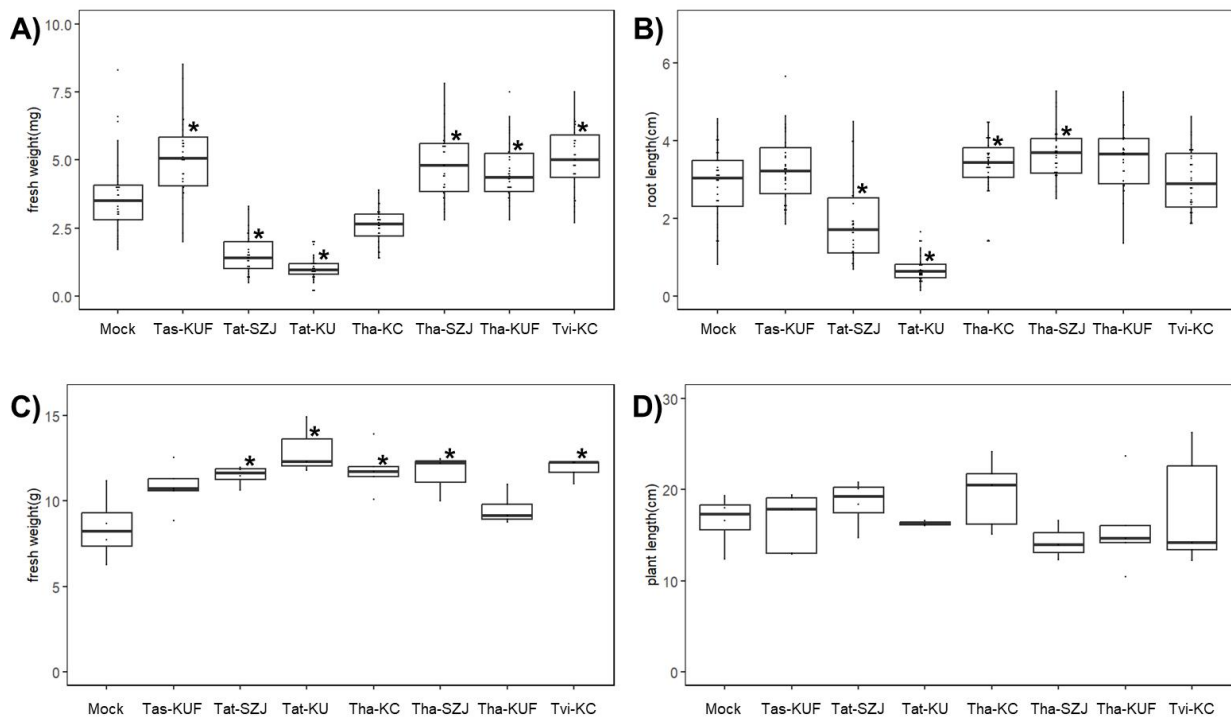 A)
fresh weight(mg)
10.0
7.5
5.0
2.5
0.0
* * * * * *
Mock Tas-KUF Tat-SZJ Tat-KU Tha-KC Tha-SZJ Tha-KUF Tvi-KC
B)
root length(cm)
6
4
2
0
* * * *
Mock Tas-KUF Tat-SZJ Tat-KU Tha-KC Tha-SZJ Tha-KUF Tvi-KC
C)
fresh weight(g)
15
10
5
0
* * * * *
Mock Tas-KUF Tat-SZJ Tat-KU Tha-KC Tha-SZJ Tha-KUF Tvi-KC
D)
plant length(cm)
30
20
10
0
Mock Tas-KUF Tat-SZJ Tat-KU Tha-KC Tha-SZJ Tha-KUF Tvi-KC